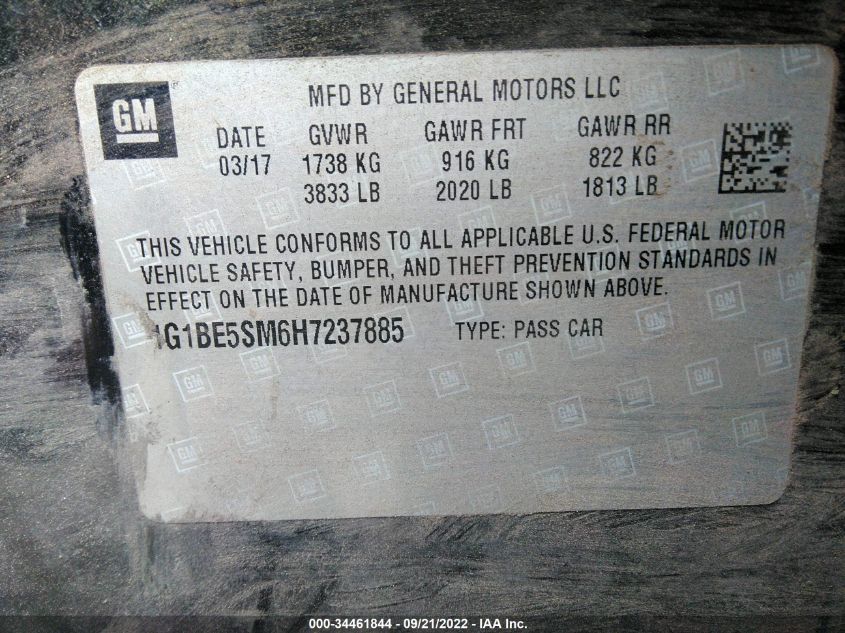 GM
MFD BY GENERAL MOTORS LLC
DATE GVWR GAWR FRT GAWR RR
03/17 1738 KG 916 KG 822 KG
3833 LB 2020 LB 1813 LB
THIS VEHICLE CONFORMS TO ALL APPLICABLE U.S. FEDERAL MOTOR
VEHICLE SAFETY, BUMPER, AND THEFT PREVENTION STANDARDS IN
EFFECT ON THE DATE OF MANUFACTURE SHOWN ABOVE.
1G1BE5SM6H7237885 TYPE: PASS CAR
000-34461844 / 09/21/2022 - IAA Inc.